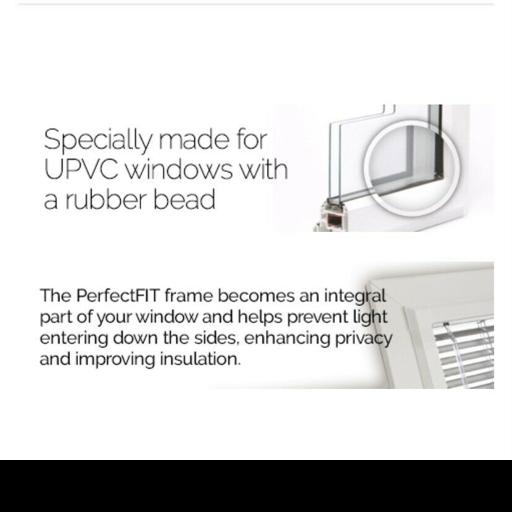 Specially made for
UPVC windows with
a rubber bead
The PerfectFIT frame becomes an integral
part of your window and helps prevent light
entering down the sides, enhancing privacy
and improving insulation.